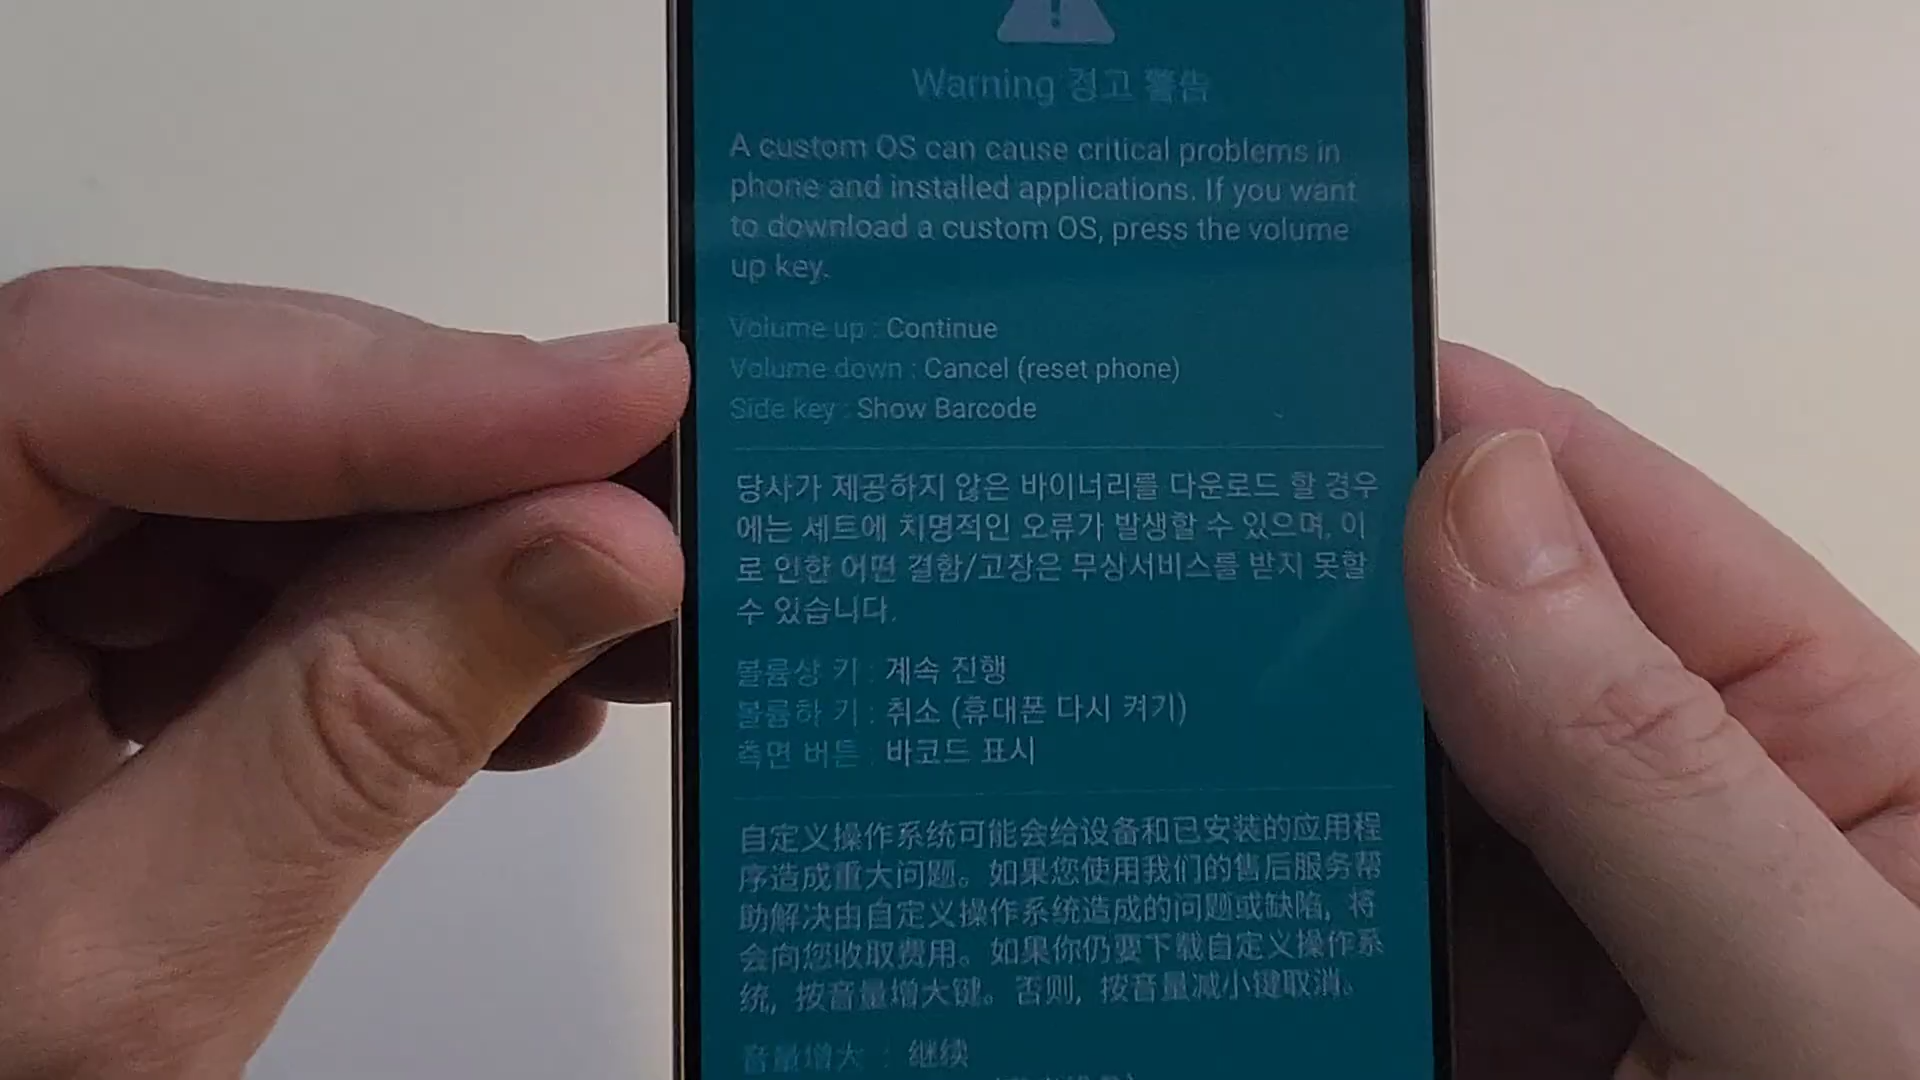 Warning 경고 警告
A custom OS can cause critical problems in
phone and installed applications. If you want
to download a custom OS, press the volume
up key.
Volume up : Continue
Volume down : Cancel (reset phone)
Side key : Show Barcode
당사가 제공하지 않은 바이너리를 다운로드 할 경우
에는 세트에 치명적인 오류가 발생할 수 있으며, 이
로 인한 어떤 결함/고장은 무상서비스를 받지 못할
수 있습니다.
볼륨상 키 : 계속 진행
볼륨하 키 : 취소 (휴대폰 다시 켜기)
측면 버튼 : 바코드 표시
自定义操作系统可能会给设备和已安装的应用程
序造成重大问题。如果您使用我们的售后服务帮
助解决由自定义操作系统造成的问题或缺陷, 将
会向您收取费用。如果你仍要下载自定义操作系
统, 按音量增大键。否则, 按音量减小键取消。
音量增大 : 继续